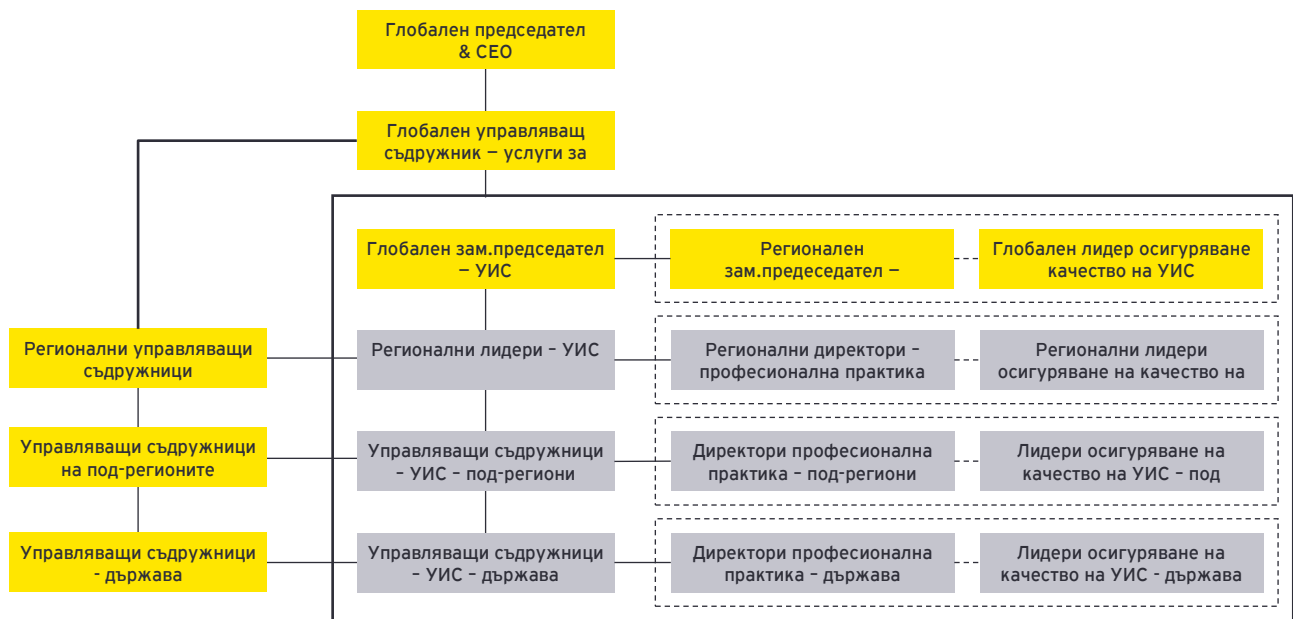 Глобален председател
& CEO
Глобален управляващ
съдружник – услуги за
Глобален зам.председател
– УИС
Регионален
зам.предеседател –
Глобален лидер осигуряване
качество на УИС
Регионални управляващи
съдружници
Регионални лидери – УИС
Регионални директори –
професионална практика
Регионални лидери
осигуряване на качество на
Управляващи съдружници
на под-регионите
Управляващи съдружници
– УИС – под-региони
Директори професионална
практика – под-региони
Лидери осигуряване на
качество на УИС – под
Управляващи съдружници
- държава
Управляващи съдружници
– УИС – държава
Директори професионална
практика – държава
Лидери осигуряване на
качество на УИС - държава